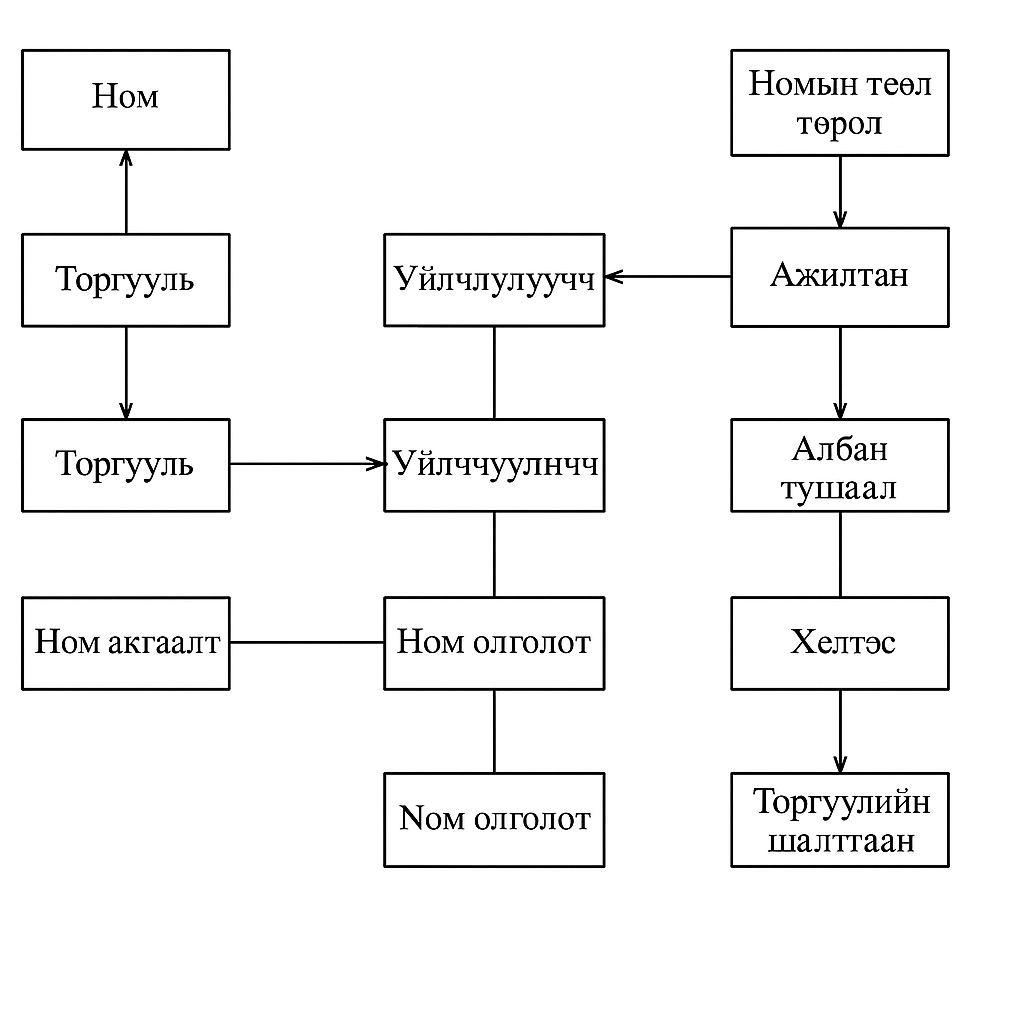 Ном
Номын теөл
төрол
Торгууль
Уйлчлулуучч
Ажилтан
Торгууль
Уйлччуулнчч
Албан
тушаал
Ном акгаалт
Ном олголот
Хелтэс
Nом олголот
Торгуулийн
шалттаан